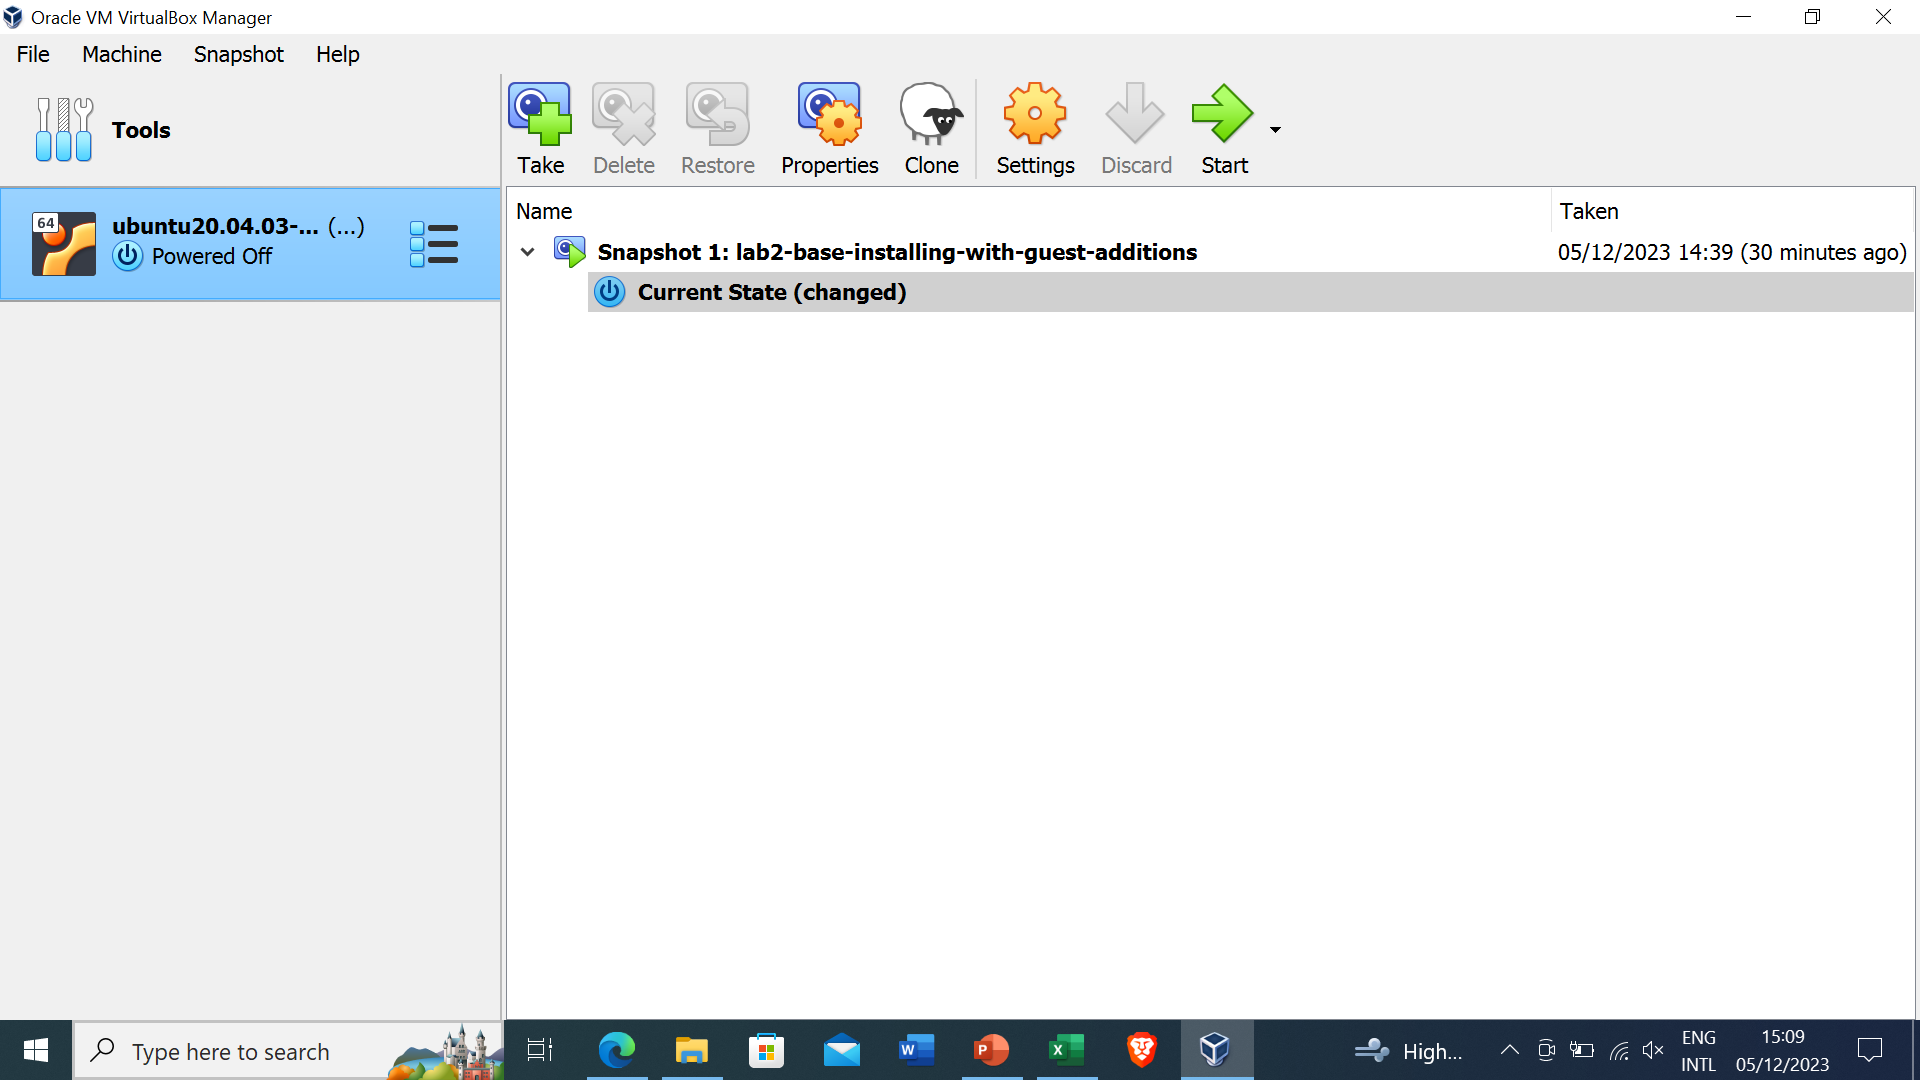 Oracle VM VirtualBox Manager
File Machine Snapshot Help
Tools
Take Delete Restore Properties Clone Settings Discard Start
64
ubuntu20.04.03-... (...)
Powered Off
Name Taken
Snapshot 1: lab2-base-installing-with-guest-additions 05/12/2023 14:39 (30 minutes ago)
Current State (changed)
Type here to search
W
P
X
High...
ENG
INTL
15:09
05/12/2023